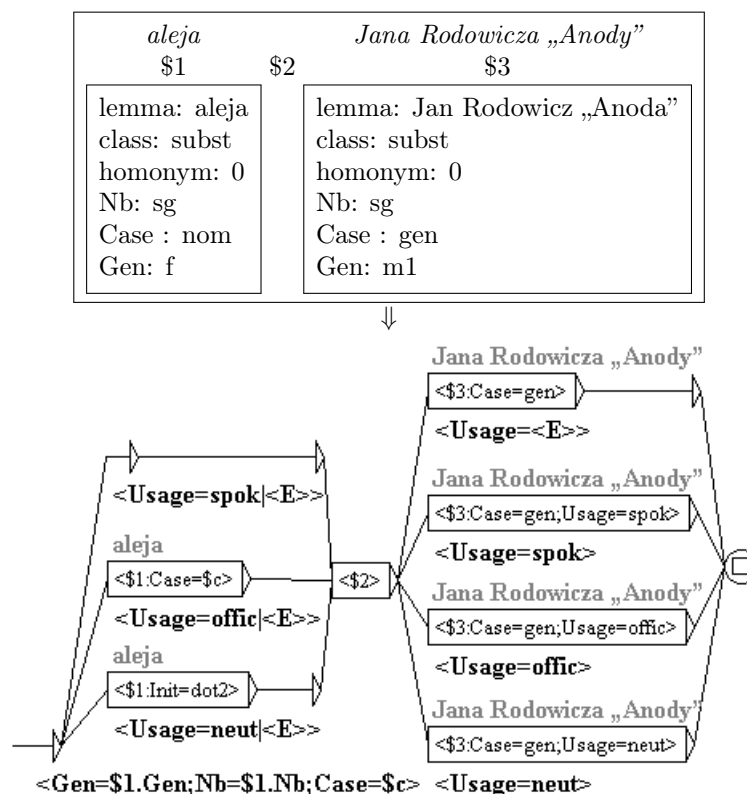 aleja Jana Rodowicza „Anody”
$1 $2 $3
lemma: aleja
class: subst
homonym: 0
Nb: sg
Case : nom
Gen: f
lemma: Jan Rodowicz „Anoda”
class: subst
homonym: 0
Nb: sg
Case : gen
Gen: m1
⇓
<Usage=spok|<E>>
aleja
<$1:Case=$c>
<Usage=offic|<E>>
aleja
<$1:Init=dot2>
<Usage=neut|<E>>
<Gen=$1.Gen;Nb=$1.Nb;Case=$c>
<$2>
Jana Rodowicza „Anody”
<$3:Case=gen>
<Usage=<E>>
Jana Rodowicza „Anody”
<$3:Case=gen;Usage=spok>
<Usage=spok>
Jana Rodowicza „Anody”
<$3:Case=gen;Usage=offic>
<Usage=offic>
Jana Rodowicza „Anody”
<$3:Case=gen;Usage=neut>
<Usage=neut>